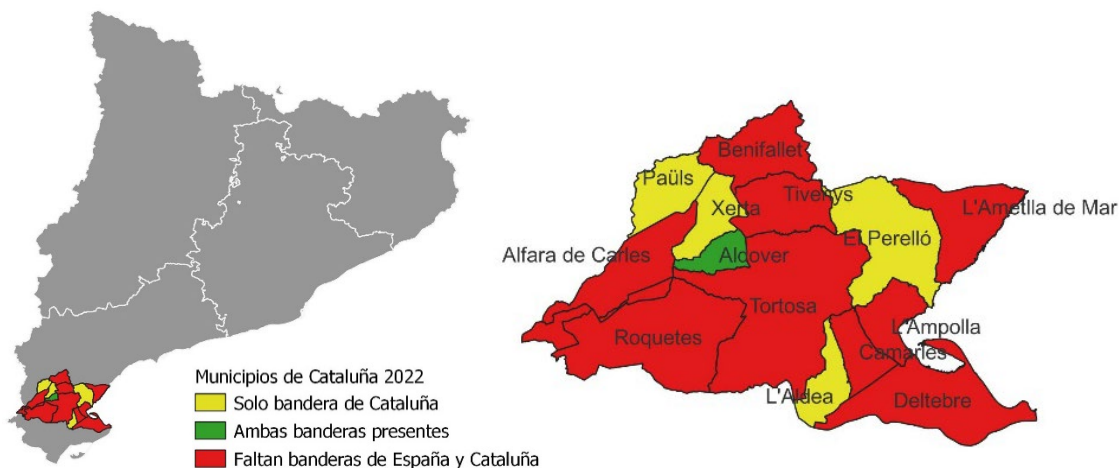 Municipios de Cataluña 2022
Solo bandera de Cataluña
Ambas banderas presentes
Faltan banderas de España y Cataluña
Benifallet
Paüls
Tivenys
Xerta
L'Ametlla de Mar
El Perelló
Alfara de Carles
Aldover
Tortosa
Roquetes
L'Ampolla
Camarles
L'Aldea
Deltebre